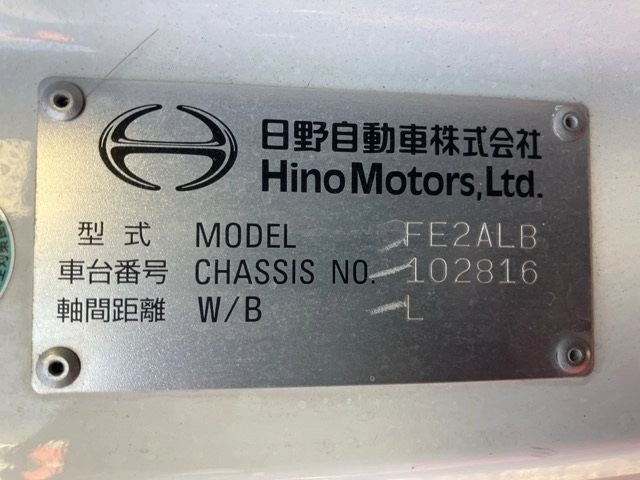 日野自動車株式会社
Hino Motors, Ltd.
型式 MODEL FE2ALB
車台番号 CHASSIS NO. 102816
軸間距離 W/B L